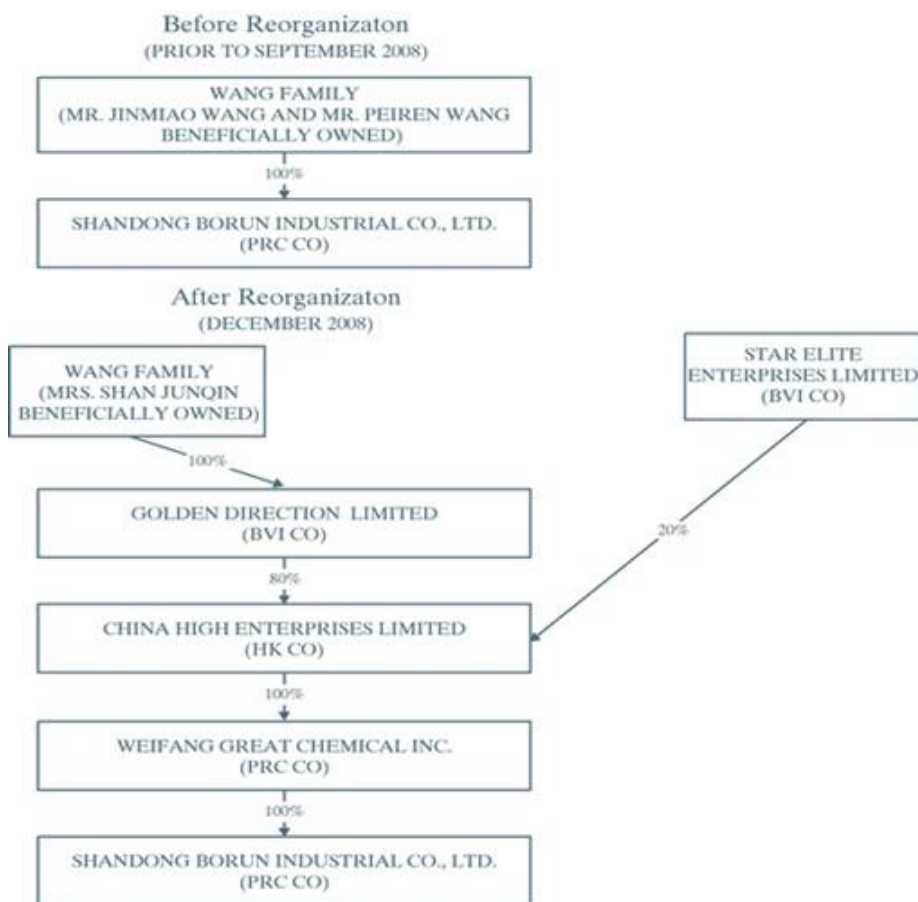 Before Reorganizaton
(PRIOR TO SEPTEMBER 2008)
WANG FAMILY
(MR. JINMIAO WANG AND MR. PEIREN WANG
BENEFICIALLY OWNED)
100%
SHANDONG BORUN INDUSTRIAL CO., LTD.
(PRC CO)
After Reorganizaton
(DECEMBER 2008)
WANG FAMILY
(MRS. SHAN JUNQIN
BENEFICIALLY OWNED)
STAR ELITE
ENTERPRISES LIMITED
(BVI CO)
100%
GOLDEN DIRECTION LIMITED
(BVI CO)
20%
80%
CHINA HIGH ENTERPRISES LIMITED
(HK CO)
100%
WEIFANG GREAT CHEMICAL INC.
(PRC CO)
100%
SHANDONG BORUN INDUSTRIAL CO., LTD.
(PRC CO)